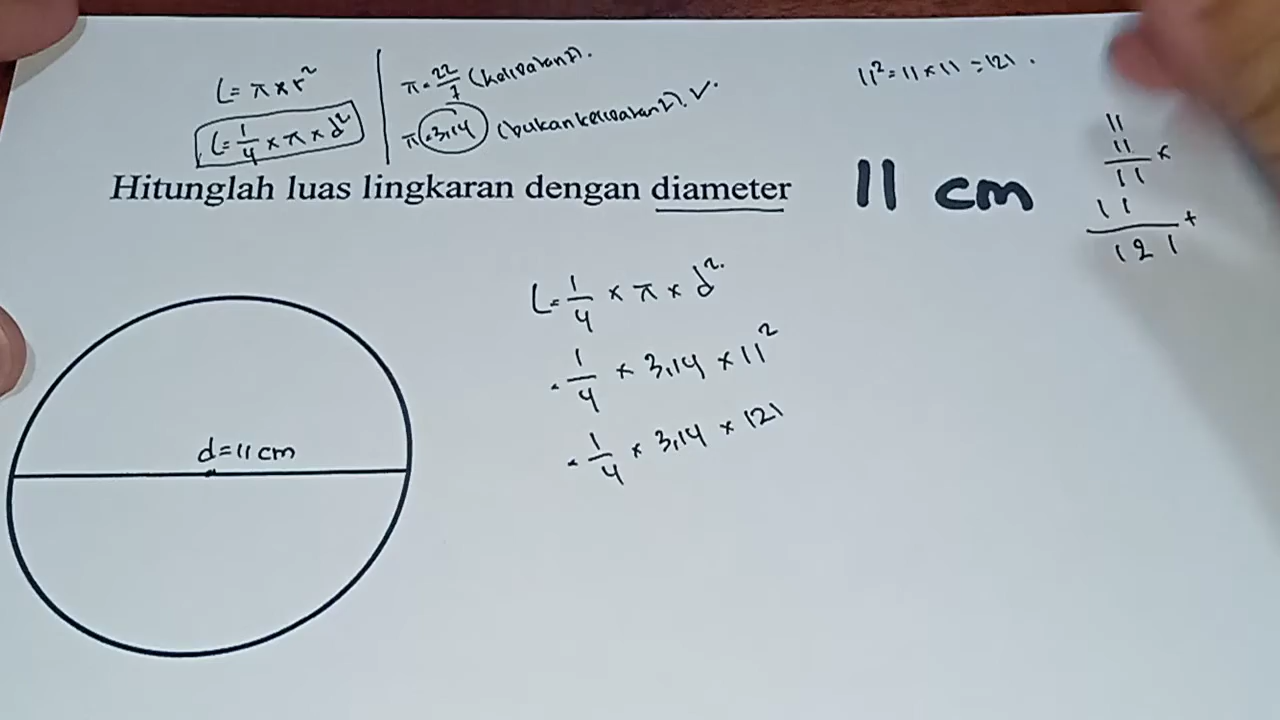 L = π × r²
L = 1/4 × π × d²
π = 22/7 (kelipatan 7).
π = 3,14 (bukan kelipatan 7). ✓
11² = 11 × 11 = 121.
Hitunglah luas lingkaran dengan diameter 11 cm
11
11 ×
11
11 +
121
d = 11 cm
L = 1/4 × π × d².
= 1/4 × 3,14 × 11²
= 1/4 × 3,14 × 121